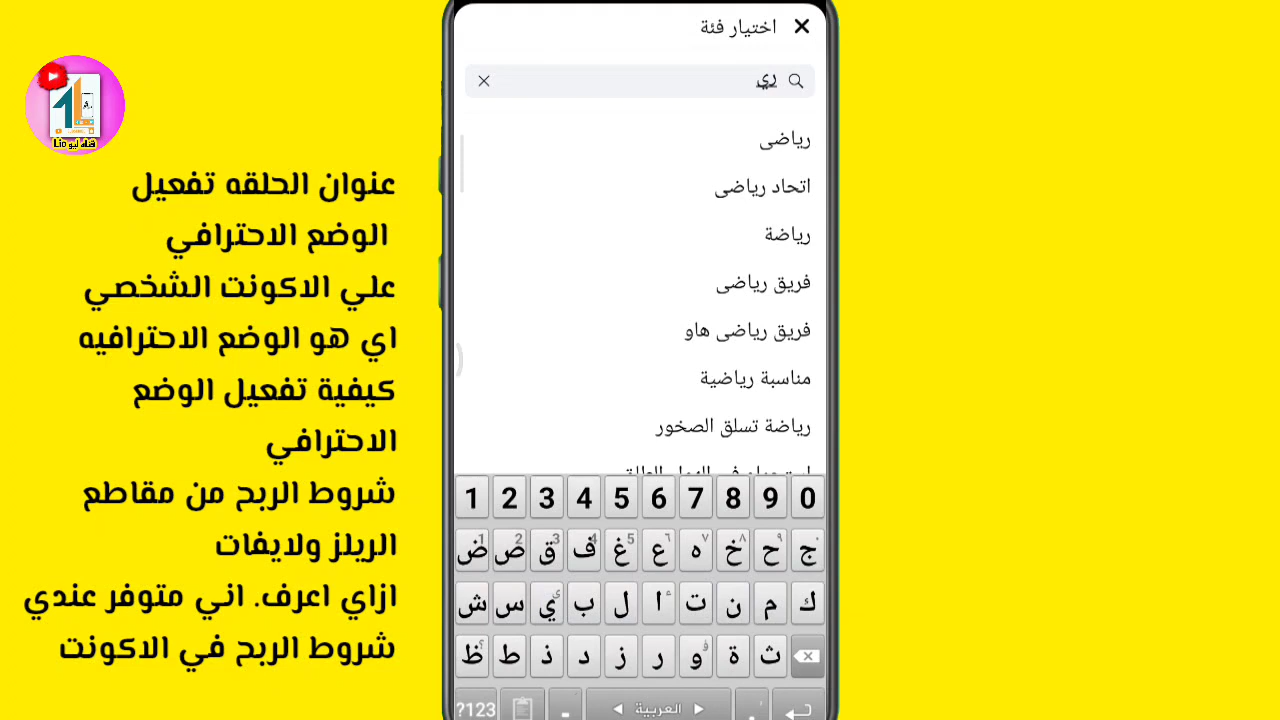 اختيار فئة
ري
رياضى
اتحاد رياضى
رياضة
فريق رياضى
فريق رياضى هاو
مناسبة رياضية
رياضة تسلق الصخور
1 2 3 4 5 6 7 8 9 0
ض ص ق ف غ ع ه خ ح ج
ش س ي ب ل ا ت ن م ك
ظ ط ذ د ز ر و ة ث
?123 العربية
عنوان الحلقه تفعيل
الوضع الاحترافي
علي الاكونت الشخصي
اي هو الوضع الاحترافيه
كيفية تفعيل الوضع
الاحترافي
شروط الربح من مقاطع
الريلز ولايفات
ازاي اعرف. اني متوفر عندي
شروط الربح في الاكونت